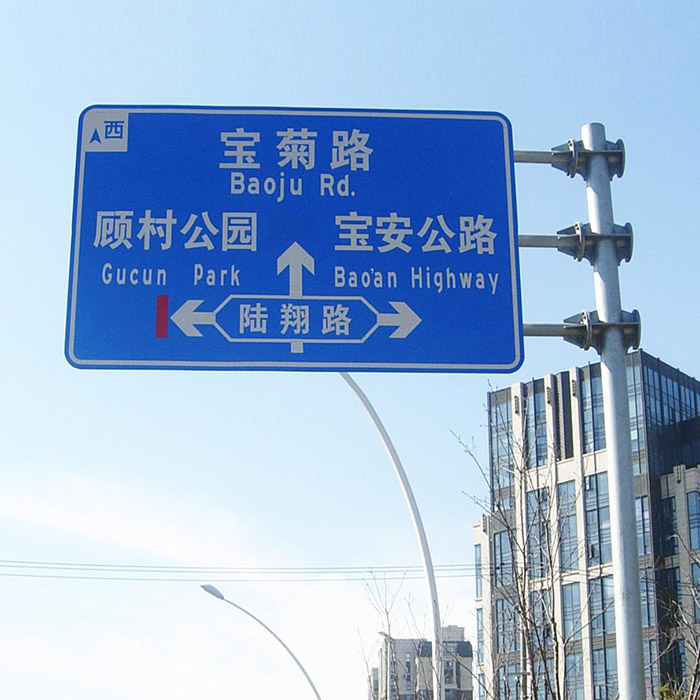 西
宝菊路
Baoju Rd.
顾村公园
Gucun Park
宝安公路
Bao'an Highway
陆翔路